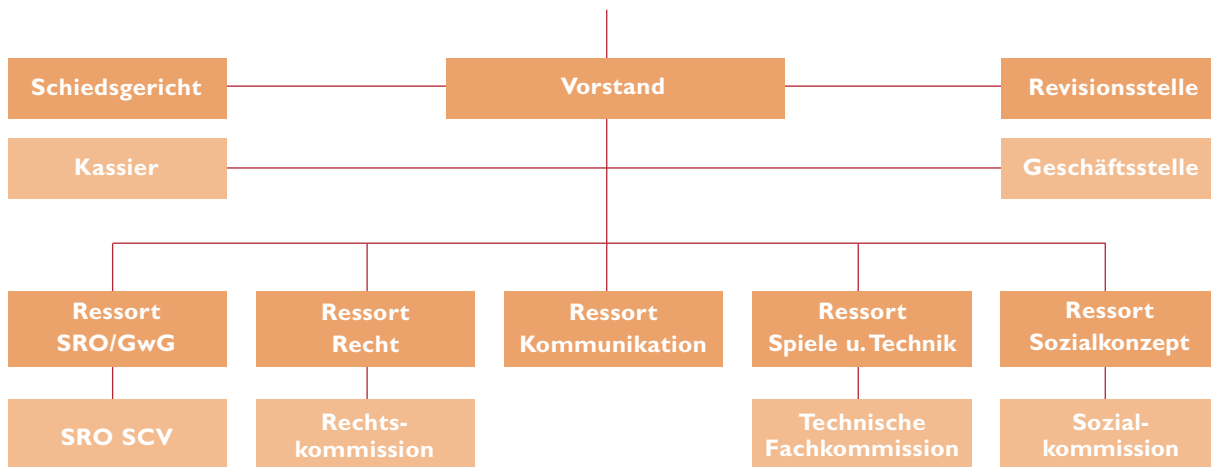 Schiedsgericht
Vorstand
Revisionsstelle
Kassier
Geschäftsstelle
Ressort
SRO/GwG
Ressort
Recht
Ressort
Kommunikation
Ressort
Spiele u. Technik
Ressort
Sozialkonzept
SRO SCV
Rechts-
kommission
Technische
Fachkommission
Sozial-
kommission